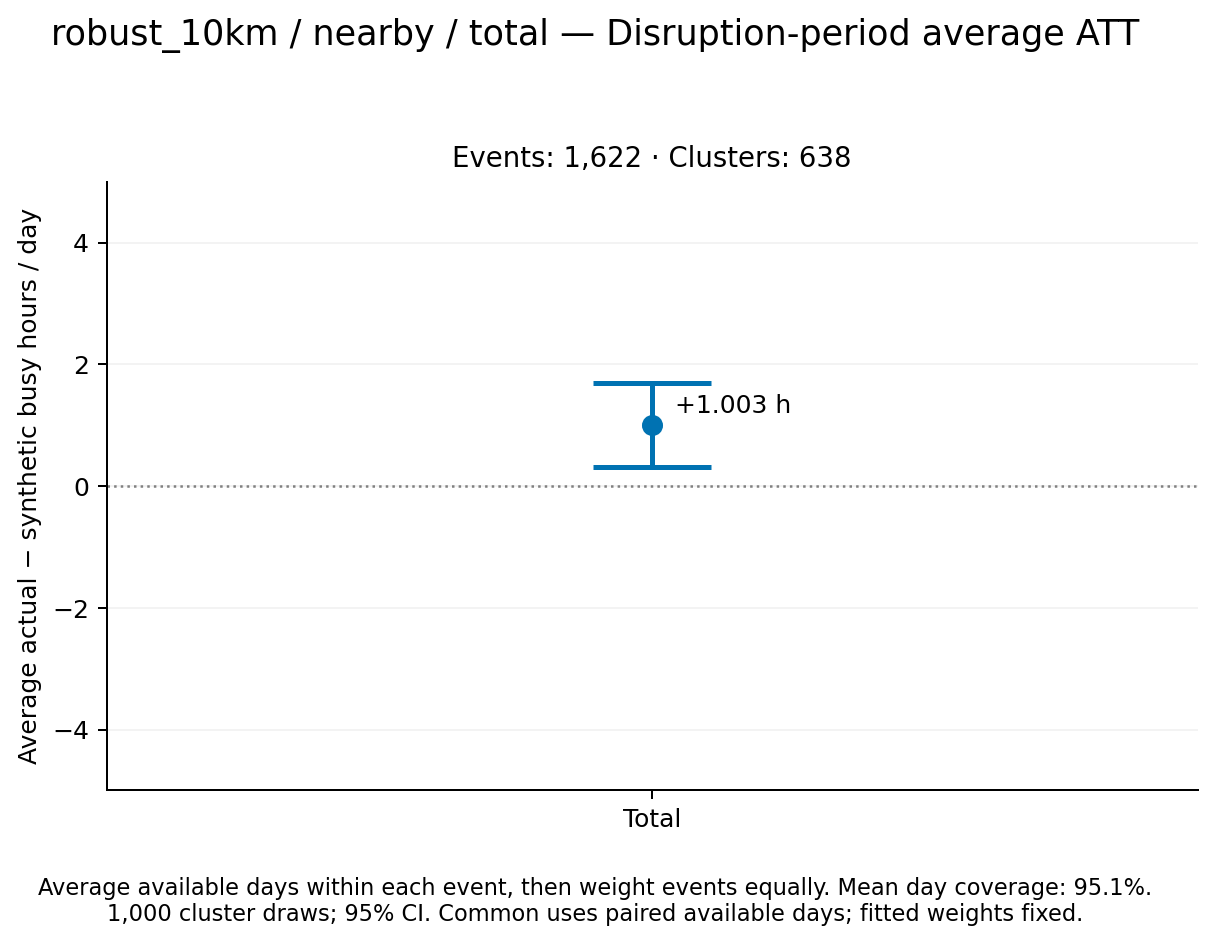 robust_10km / nearby / total — Disruption-period average ATT
Events: 1,622 · Clusters: 638
Average actual − synthetic busy hours / day
4
2
0
−2
−4
+1.003 h
Total
Average available days within each event, then weight events equally. Mean day coverage: 95.1%.
1,000 cluster draws; 95% CI. Common uses paired available days; fitted weights fixed.